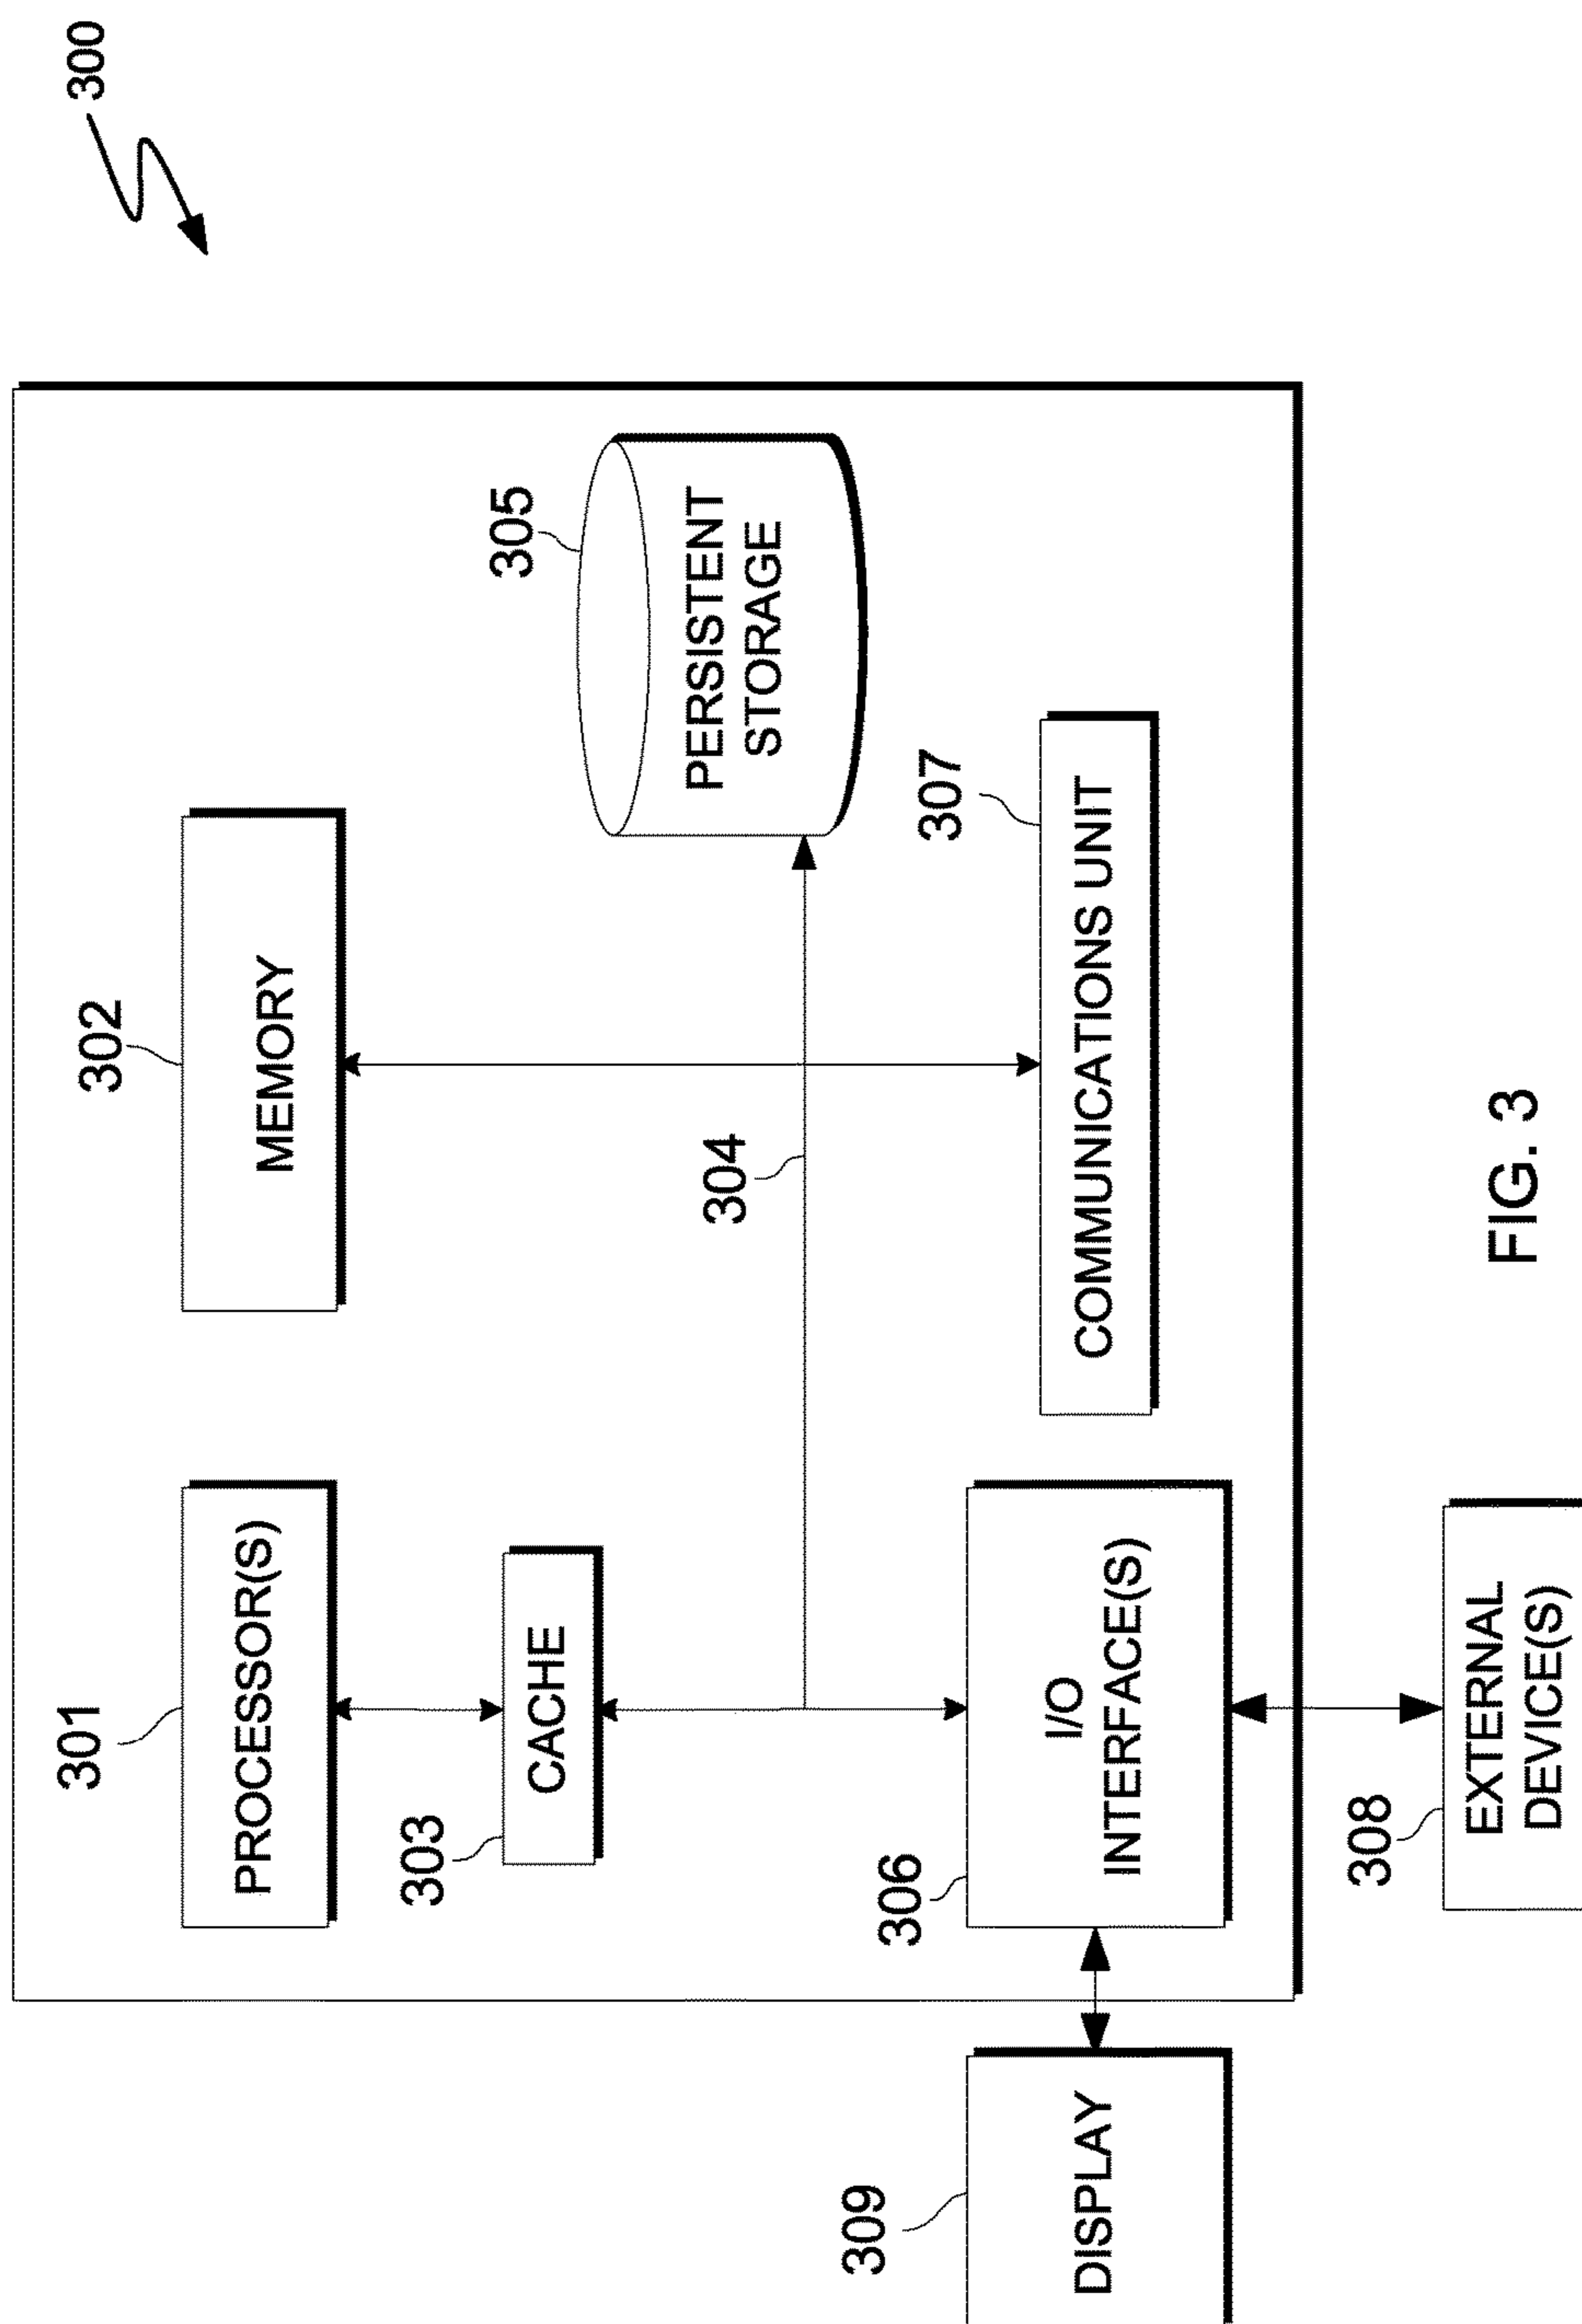 300
301
PROCESSOR(S)
302
MEMORY
303
CACHE
304
305
PERSISTENT
STORAGE
306
I/O
INTERFACE(S)
307
COMMUNICATIONS UNIT
309
DISPLAY
308
EXTERNAL
DEVICE(S)
FIG. 3